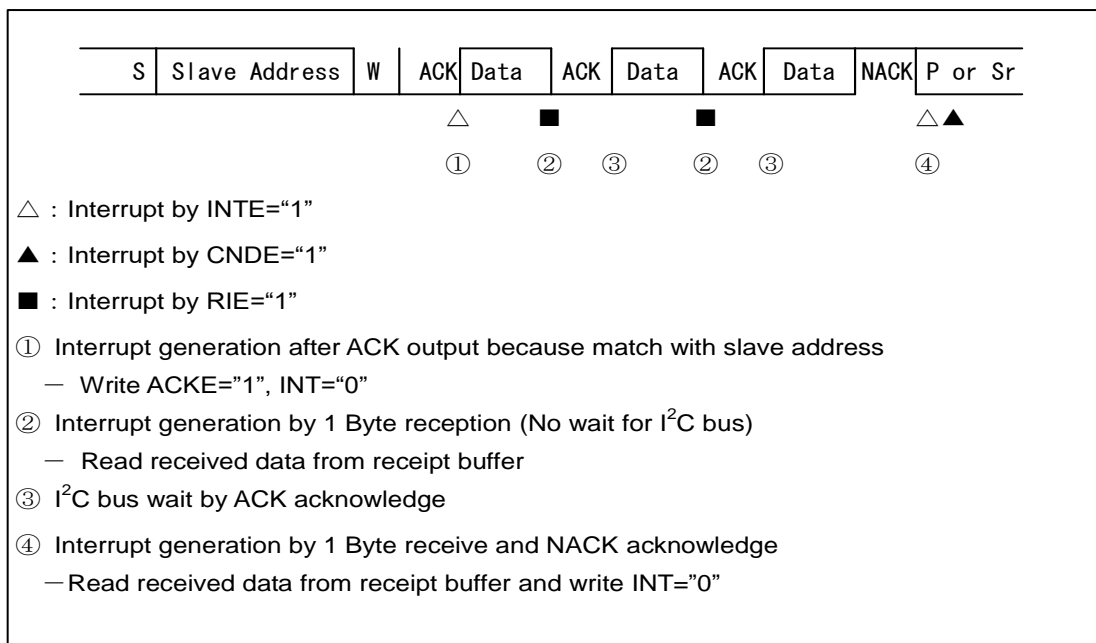 S Slave Address W ACK Data ACK Data ACK Data NACK P or Sr
△ ■ ■ △ ▲
① ② ③ ② ③ ④
△ : Interrupt by INTE=“1”
▲ : Interrupt by CNDE=“1”
■ : Interrupt by RIE=“1”
① Interrupt generation after ACK output because match with slave address
— Write ACKE=”1”, INT=“0”
② Interrupt generation by 1 Byte reception (No wait for I²C bus)
— Read received data from receipt buffer
③ I²C bus wait by ACK acknowledge
④ Interrupt generation by 1 Byte receive and NACK acknowledge
—Read received data from receipt buffer and write INT=”0”